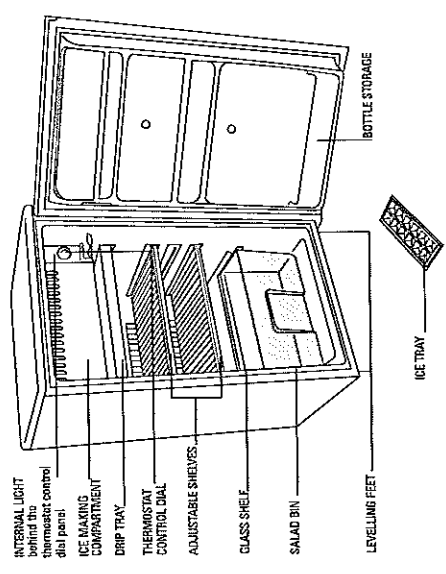 INTERNAL LIGHT
behind the
thermostat control
dial panel
ICE MAKING
COMPARTMENT
DRIP TRAY
THERMOSTAT
CONTROL DIAL
ADJUSTABLE SHELVES
GLASS SHELF
SALAD BIN
LEVELLING FEET
ICE TRAY
BOTTLE STORAGE